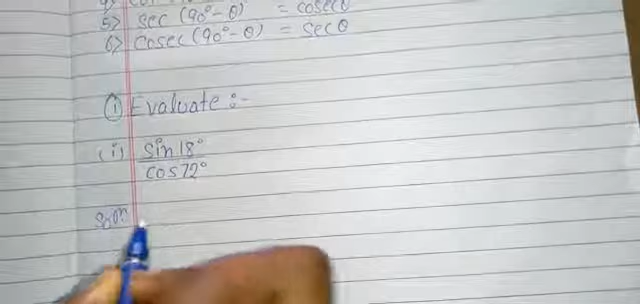 5> sec (90°-θ) = cosecθ
6> cosec (90°-θ) = secθ
① Evaluate :-
(i) sin 18°
cos 72°
Soln